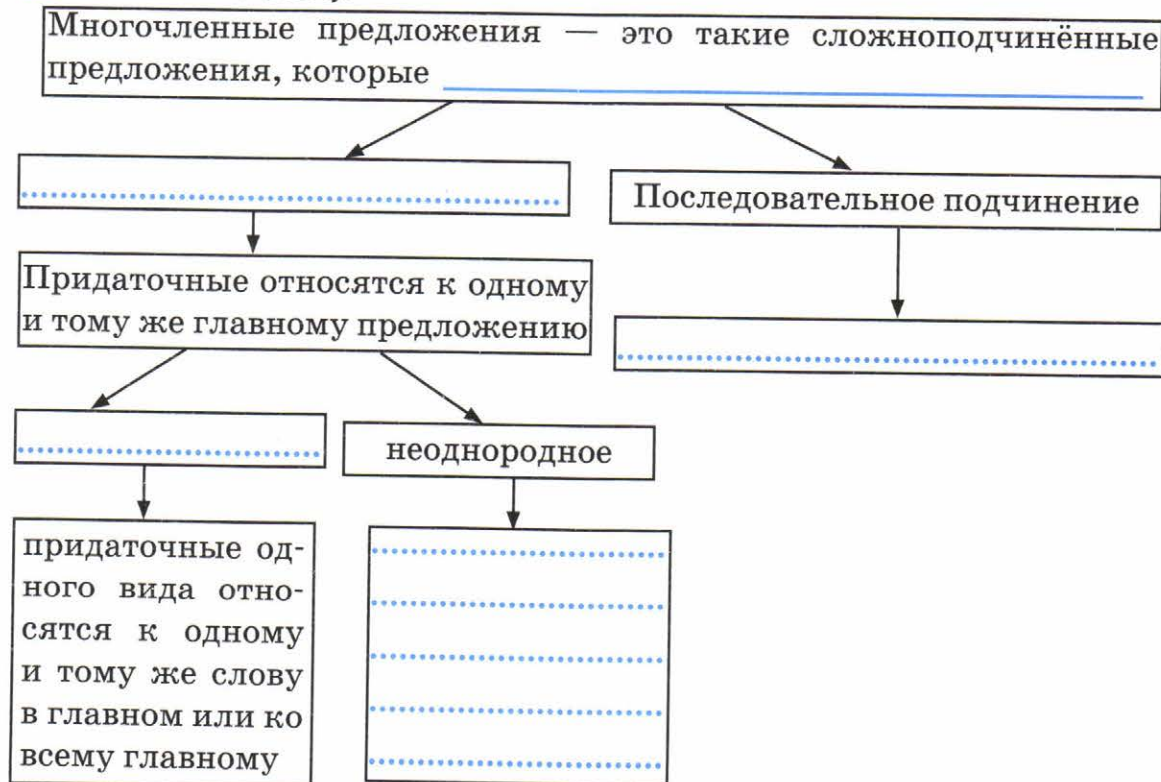 Многочленные предложения — это такие сложноподчинённые
предложения, которые
Последовательное подчинение
Придаточные относятся к одному
и тому же главному предложению
неоднородное
придаточные од-
ного вида отно-
сятся к одному
и тому же слову
в главном или ко
всему главному